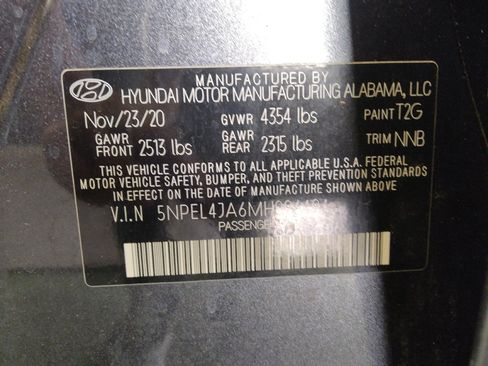 MANUFACTURED BY
HYUNDAI MOTOR MANUFACTURING ALABAMA, LLC
Nov/23/20 GVWR 4354 lbs PAINT T2G
GAWR FRONT 2513 lbs GAWR REAR 2315 lbs TRIM NNB
THIS VEHICLE CONFORMS TO ALL APPLICABLE U.S.A. FEDERAL
MOTOR VEHICLE SAFETY, BUMPER, AND THEFT PREVENTION STANDARDS
IN EFFECT ON THE DATE OF MANUFACTURE SHOWN ABOVE.
V.I.N